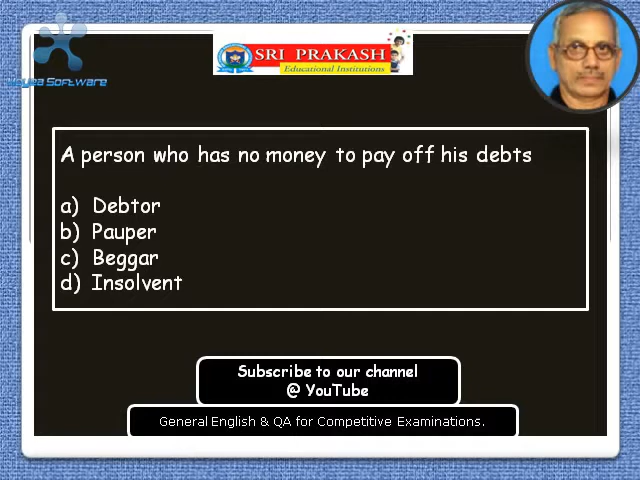 SRI PRAKASH
Educational Institutions
Software
A person who has no money to pay off his debts
a) Debtor
b) Pauper
c) Beggar
d) Insolvent
Subscribe to our channel
@ YouTube
General English & QA for Competitive Examinations.